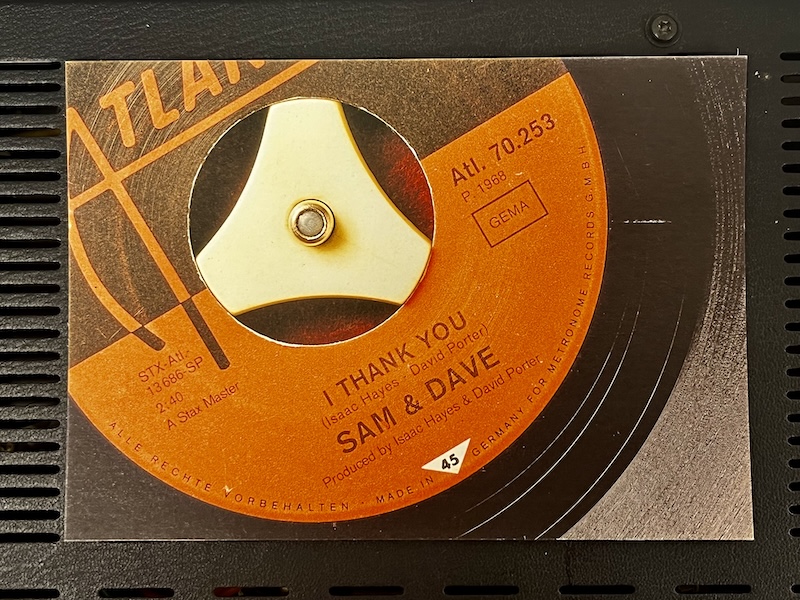 ATLAN
Atl. 70.253
P. 1968
GEMA
STX-Atl.-
13 686-SP
2'40
A Stax Master
I THANK YOU
(Isaac Hayes - David Porter)
SAM & DAVE
Produced by Isaac Hayes & David Porter
45
ALLE RECHTE VORBEHALTEN - MADE IN GERMANY FOR METRONOME RECORDS G.M.B.H